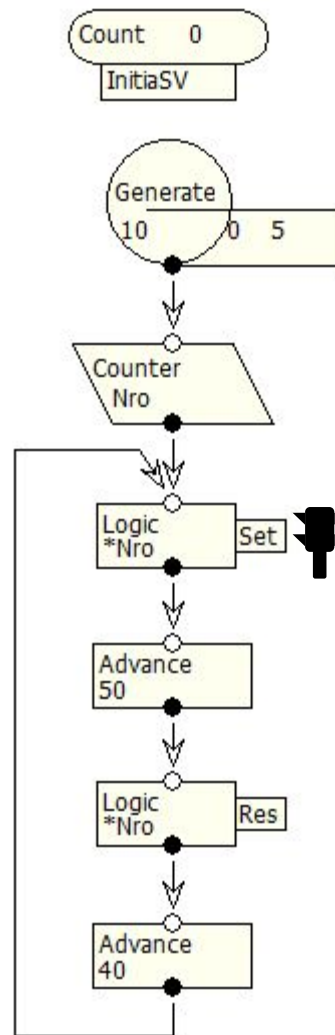 Count 0
InitiaSV
Generate
10 0 5
Counter
Nro
Logic
*Nro
Set
Advance
50
Logic
*Nro
Res
Advance
40